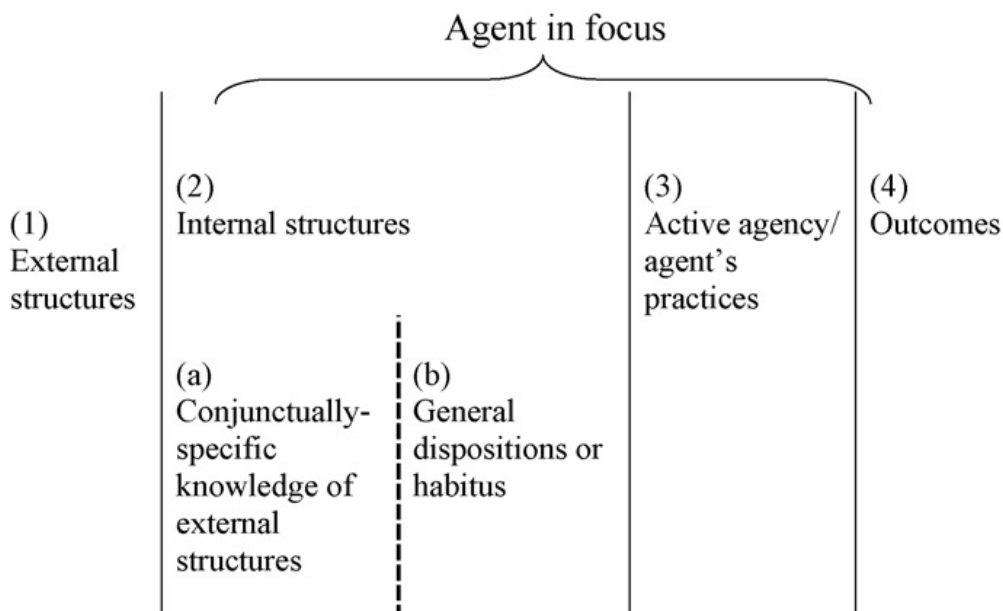 Agent in focus
(1)
External
structures
(2)
Internal structures
(a)
Conjunctually-
specific
knowledge of
external
structures
(b)
General
dispositions or
habitus
(3)
Active agency/
agent's
practices
(4)
Outcomes